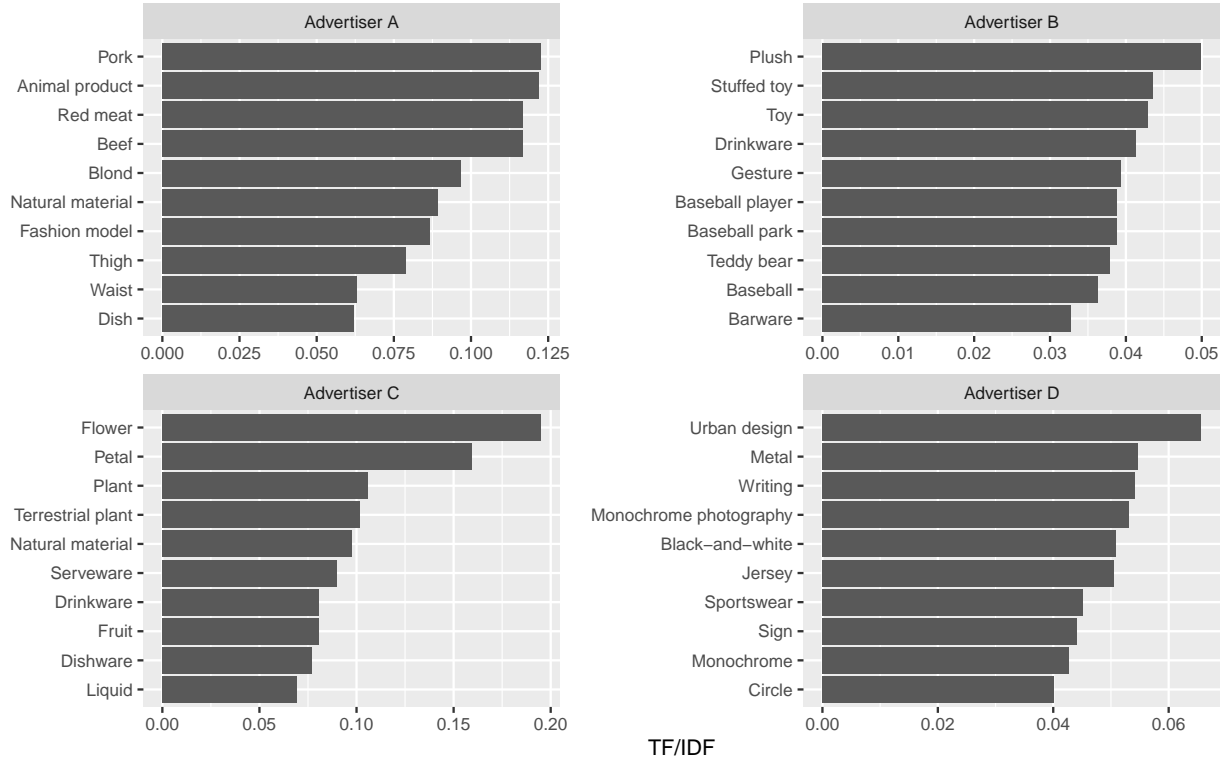 Advertiser A
Pork
Animal product
Red meat
Beef
Blond
Natural material
Fashion model
Thigh
Waist
Dish
0.000 0.025 0.050 0.075 0.100 0.125
Advertiser B
Plush
Stuffed toy
Toy
Drinkware
Gesture
Baseball player
Baseball park
Teddy bear
Baseball
Barware
0.00 0.01 0.02 0.03 0.04 0.05
Advertiser C
Flower
Petal
Plant
Terrestrial plant
Natural material
Serveware
Drinkware
Fruit
Dishware
Liquid
0.00 0.05 0.10 0.15 0.20
Advertiser D
Urban design
Metal
Writing
Monochrome photography
Black−and−white
Jersey
Sportswear
Sign
Monochrome
Circle
0.00 0.02 0.04 0.06
TF/IDF